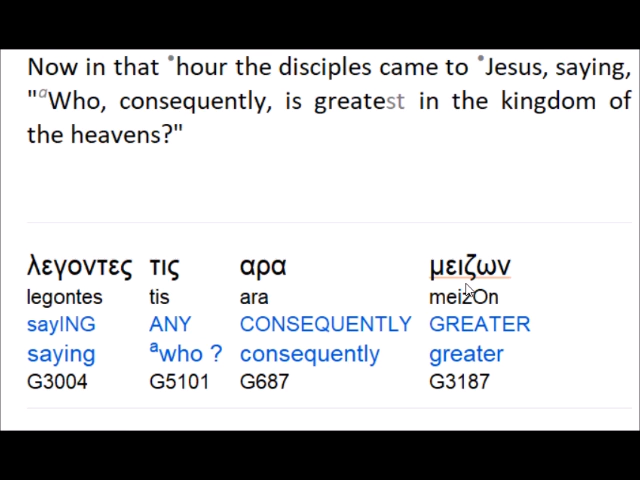 Now in that •hour the disciples came to •Jesus, saying,
"ᵃWho, consequently, is greatest in the kingdom of
the heavens?"
λεγοντες τις αρα μειζων
legontes tis ara meizOn
sayING ANY CONSEQUENTLY GREATER
saying ᵃwho ? consequently greater
G3004 G5101 G687 G3187